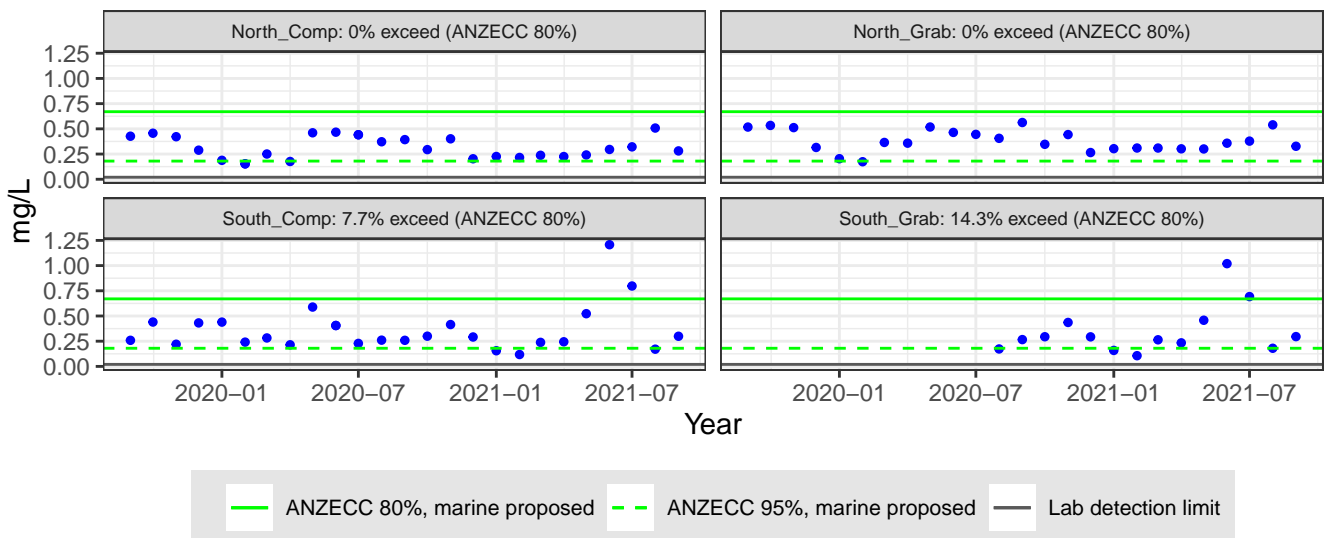 North_Comp: 0% exceed (ANZECC 80%)
North_Grab: 0% exceed (ANZECC 80%)
1.25
1.00
0.75
0.50
0.25
0.00
mg/L
South_Comp: 7.7% exceed (ANZECC 80%)
South_Grab: 14.3% exceed (ANZECC 80%)
1.25
1.00
0.75
0.50
0.25
0.00
2020−01 2020−07 2021−01 2021−07
2020−01 2020−07 2021−01 2021−07
Year
ANZECC 80%, marine proposed ANZECC 95%, marine proposed Lab detection limit